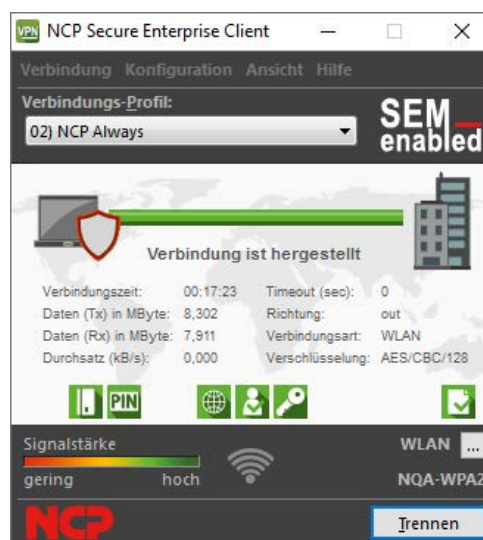 VPN NCP Secure Enterprise Client
Verbindung Konfiguration Ansicht Hilfe
Verbindungs-Profil:
02) NCP Always
SEM
enabled
Verbindung ist hergestellt
Verbindungszeit: 00:17:23 Timeout (sec): 0
Daten (Tx) in MByte: 8,302 Richtung: out
Daten (Rx) in MByte: 7,911 Verbindungsart: WLAN
Durchsatz (kB/s): 0,000 Verschlüsselung: AES/CBC/128
PIN
Signalstärke WLAN ...
gering hoch NQA-WPA2
NCP Trennen